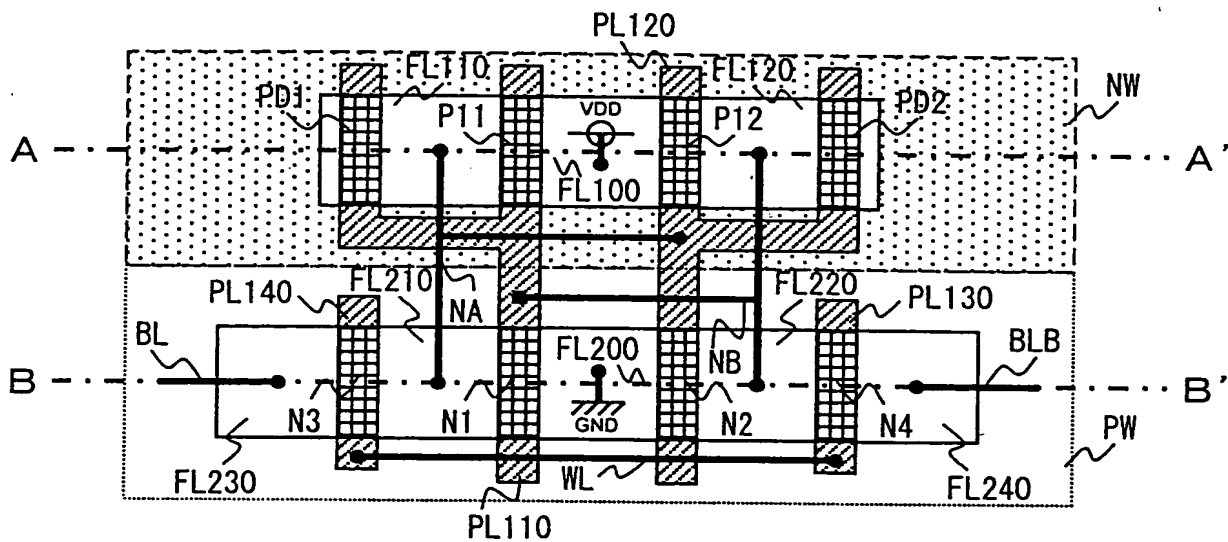 PL120
FL110
FL120
NW
PD1
P11
VDD
P12
PD2
A
A'
FL100
PL140
FL210
NA
FL220
PL130
BL
FL200
NB
BLB
B
B'
N3
N1
GND
N2
N4
PW
FL230
WL
FL240
PL110